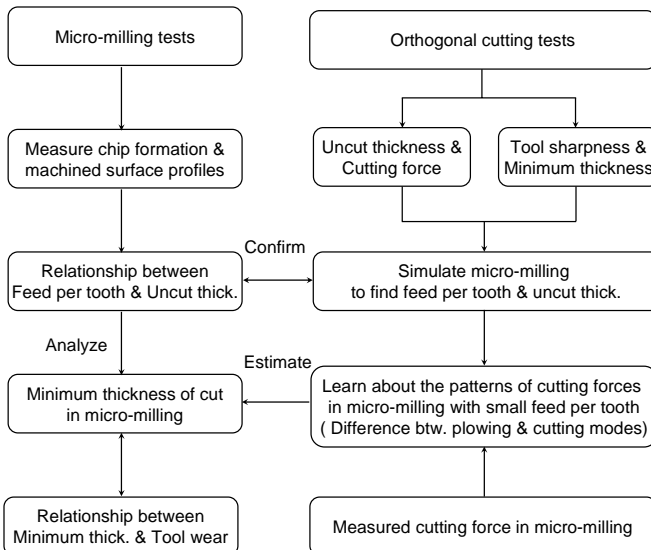 Micro-milling tests
Orthogonal cutting tests
Measure chip formation &
machined surface profiles
Uncut thickness &
Cutting force
Tool sharpness &
Minimum thickness
Confirm
Relationship between
Feed per tooth & Uncut thick.
Simulate micro-milling
to find feed per tooth & uncut thick.
Analyze
Estimate
Minimum thickness of cut
in micro-milling
Learn about the patterns of cutting forces
in micro-milling with small feed per tooth
( Difference btw. plowing & cutting modes)
Relationship between
Minimum thick. & Tool wear
Measured cutting force in micro-milling